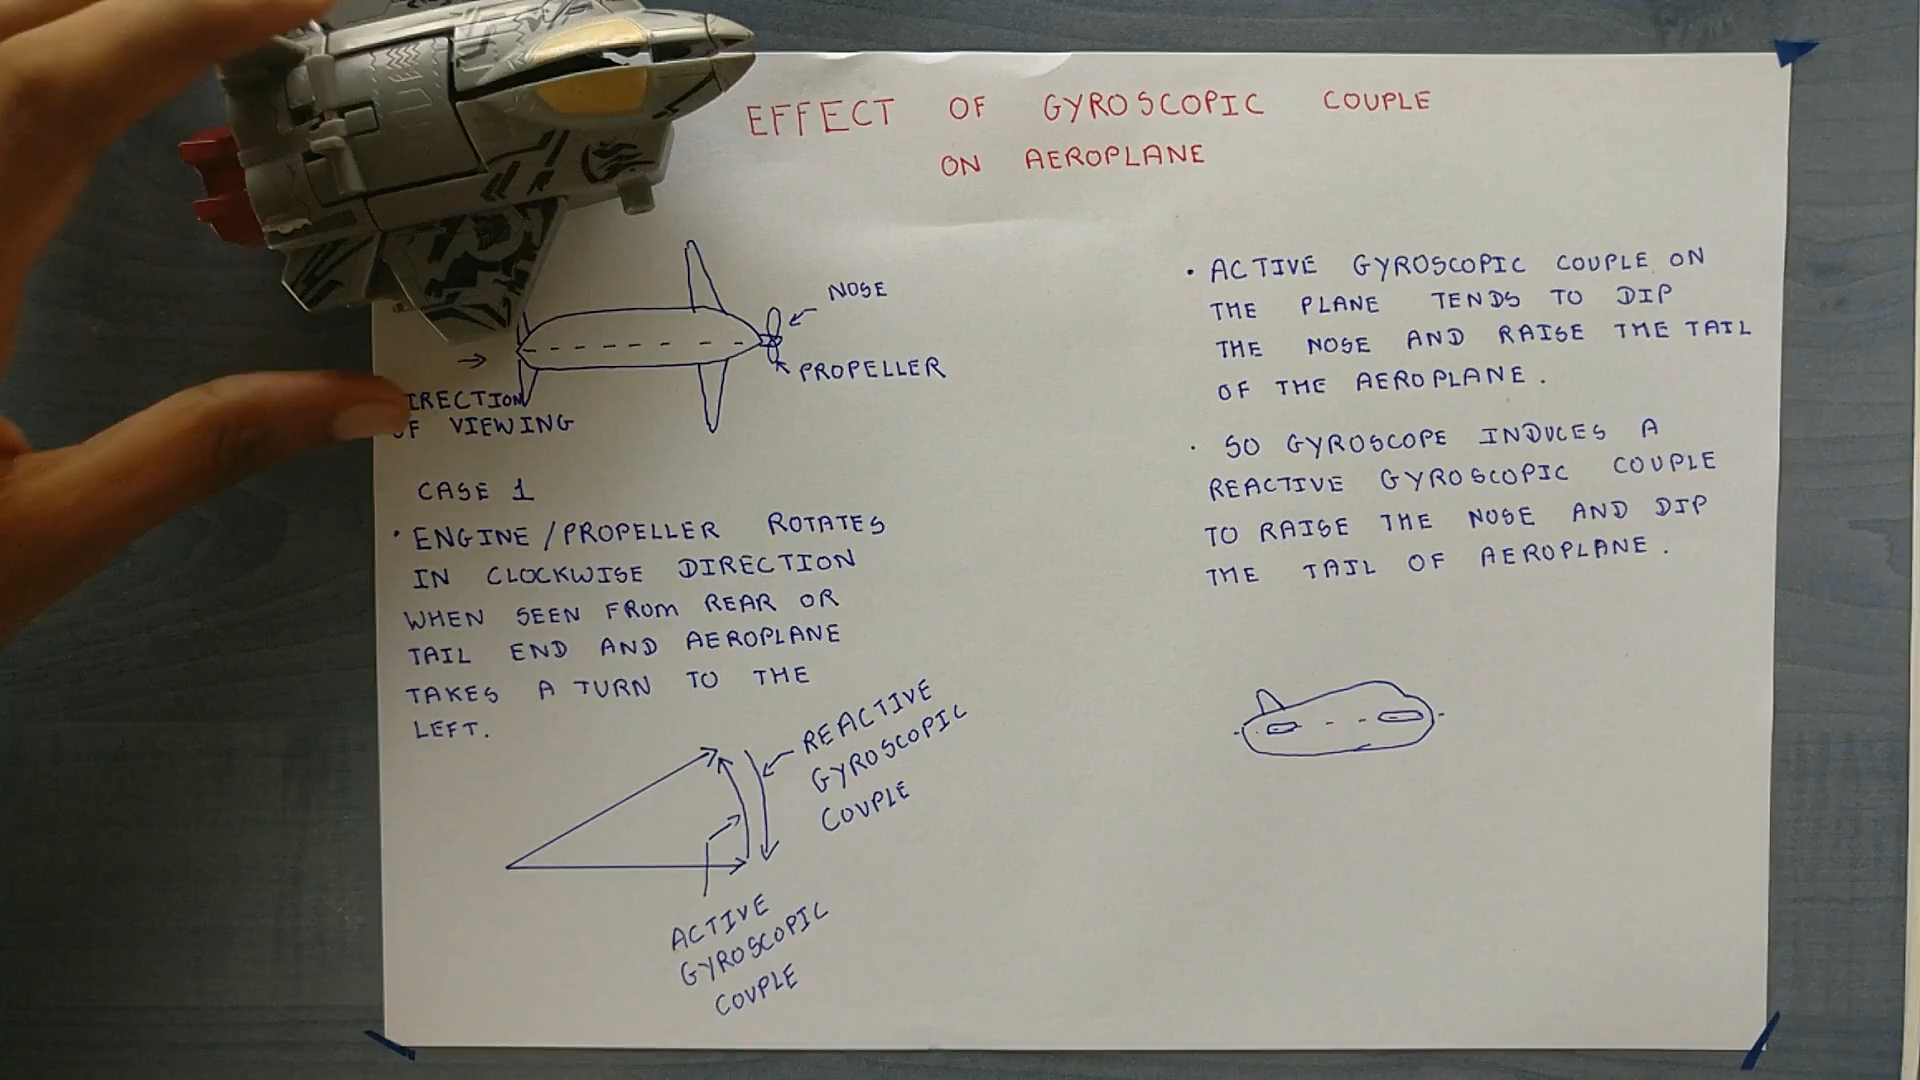 EFFECT OF GYROSCOPIC COUPLE
ON AEROPLANE
NOSE
PROPELLER
IRECTION
OF VIEWING
CASE 1
• ENGINE/PROPELLER ROTATES
IN CLOCKWISE DIRECTION
WHEN SEEN FROM REAR OR
TAIL END AND AEROPLANE
TAKES A TURN TO THE
LEFT.
REACTIVE
GYROSCOPIC
COUPLE
ACTIVE
GYROSCOPIC
COUPLE
• ACTIVE GYROSCOPIC COUPLE ON
THE PLANE TENDS TO DIP
THE NOSE AND RAISE THE TAIL
OF THE AEROPLANE.
• SO GYROSCOPE INDUCES A
REACTIVE GYROSCOPIC COUPLE
TO RAISE THE NOSE AND DIP
THE TAIL OF AEROPLANE.